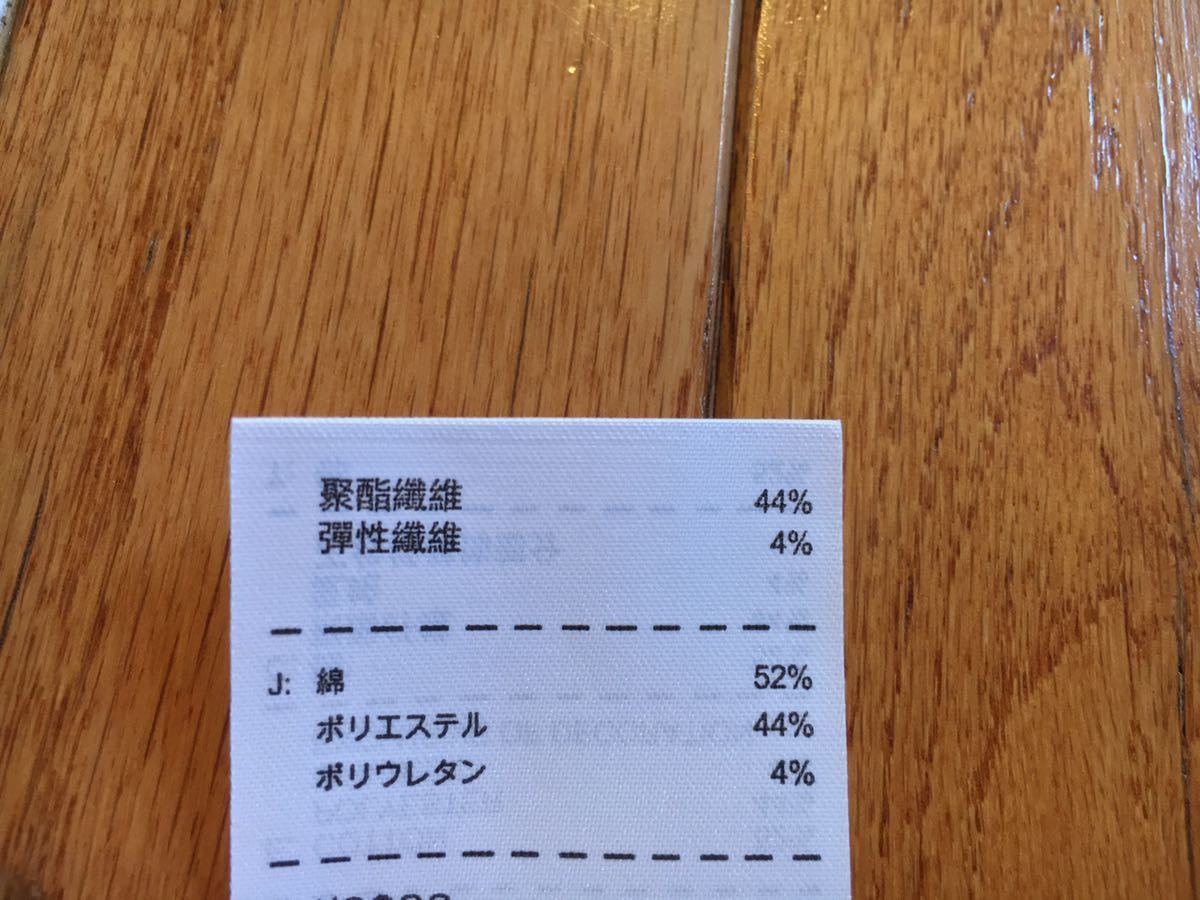 聚酯纖維 44%
彈性纖維 4%
J: 綿 52%
ポリエステル 44%
ポリウレタン 4%